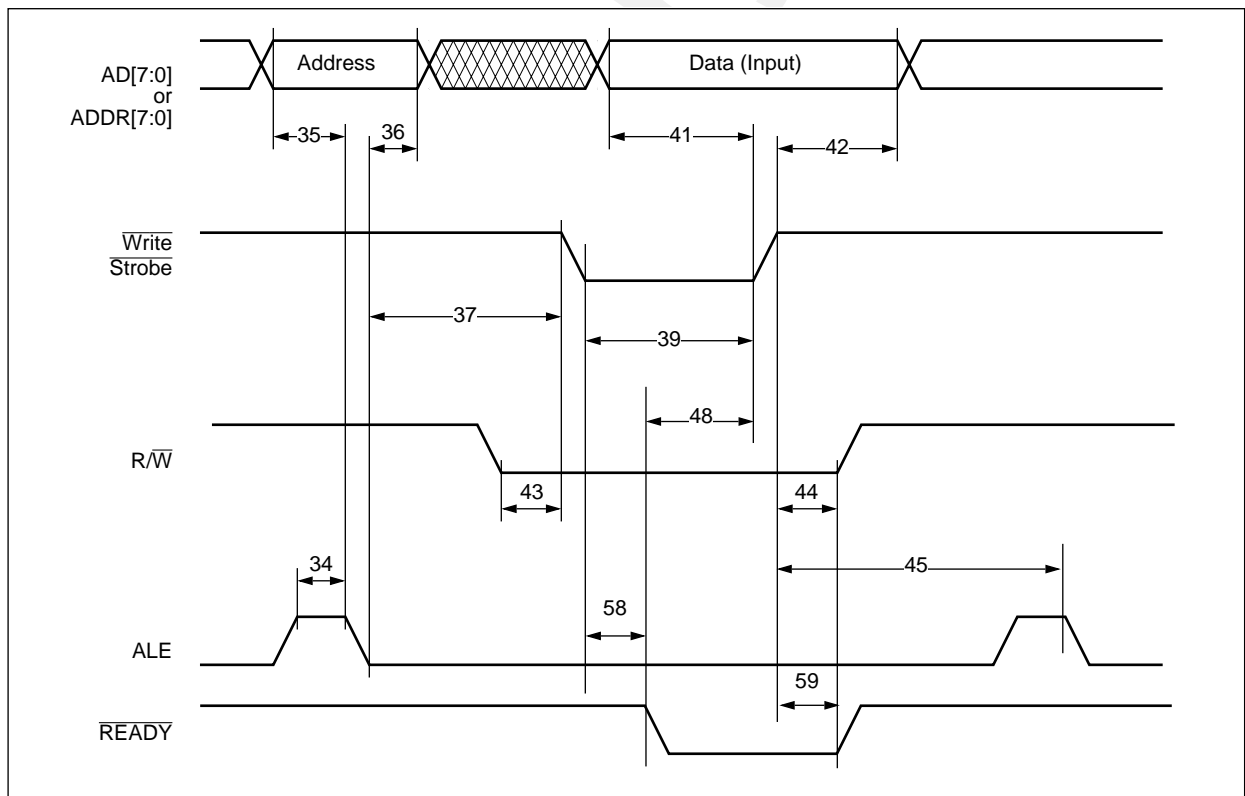 Address
Data (Input)
AD[7:0]
or
ADDR[7:0]
35
36
41
42
Write
Strobe
37
39
48
R/W
43
44
34
45
58
ALE
59
READY